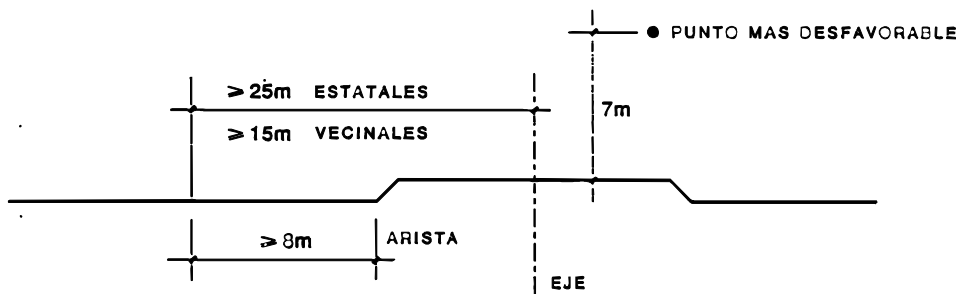 PUNTO MAS DESFAVORABLE
≥ 25m ESTATALES
7m
≥ 15m VECINALES
≥ 8m
ARISTA
EJE